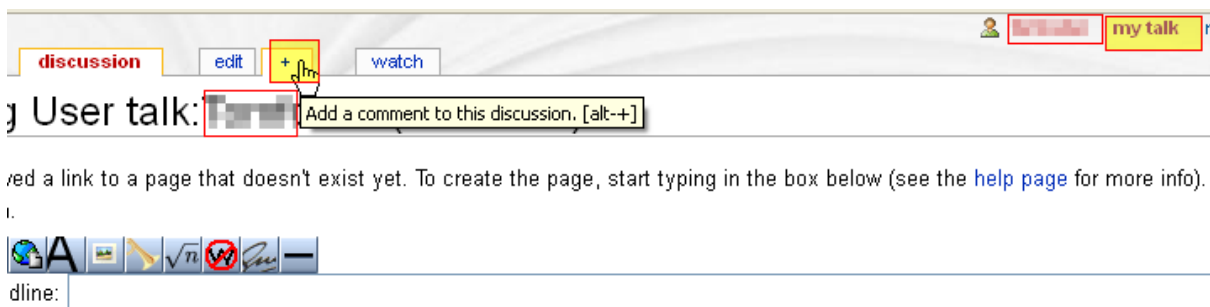 my talk
discussion edit + watch
User talk:
Add a comment to this discussion. [alt-+]
ved a link to a page that doesn't exist yet. To create the page, start typing in the box below (see the help page for more info).
A √n W
dline: